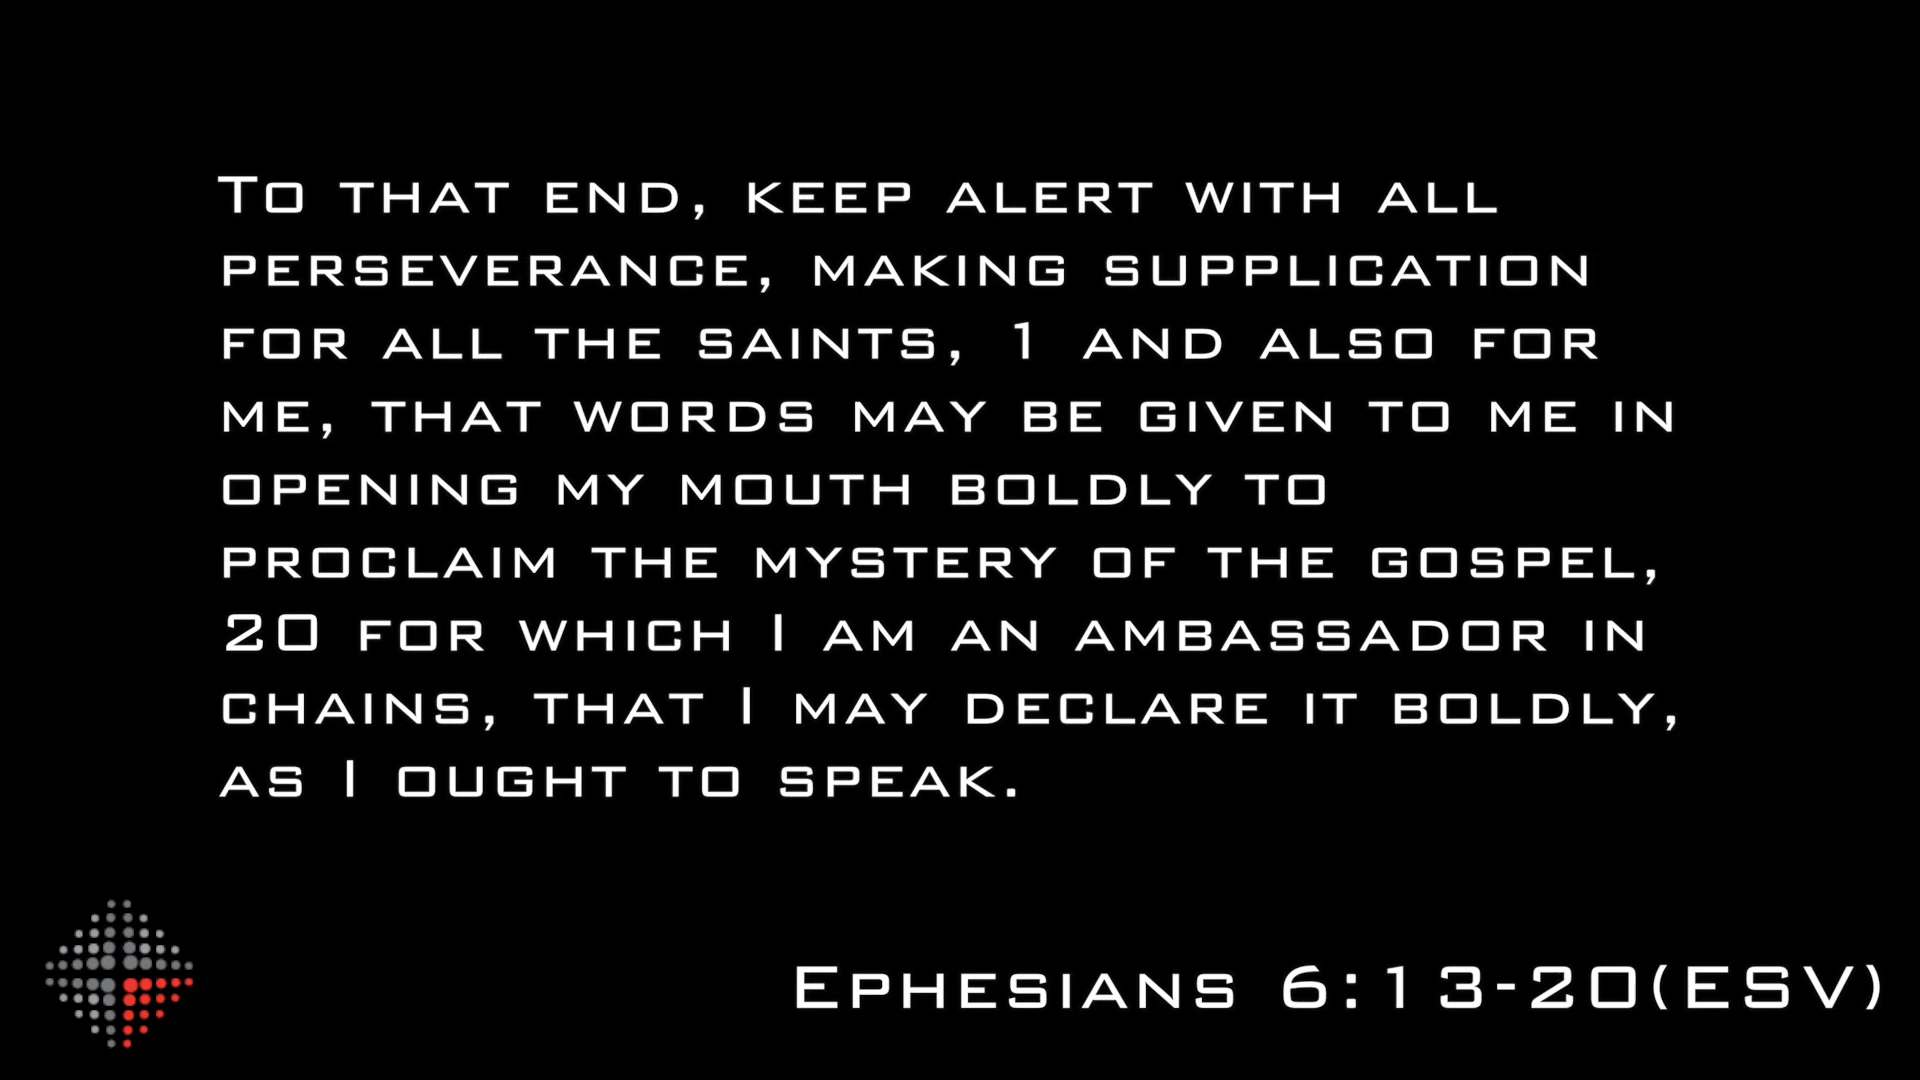 To that end, keep alert with all
perseverance, making supplication
for all the saints, 1 and also for
me, that words may be given to me in
opening my mouth boldly to
proclaim the mystery of the gospel,
20 for which I am an ambassador in
chains, that I may declare it boldly,
as I ought to speak.
Ephesians 6:13-20(ESV)